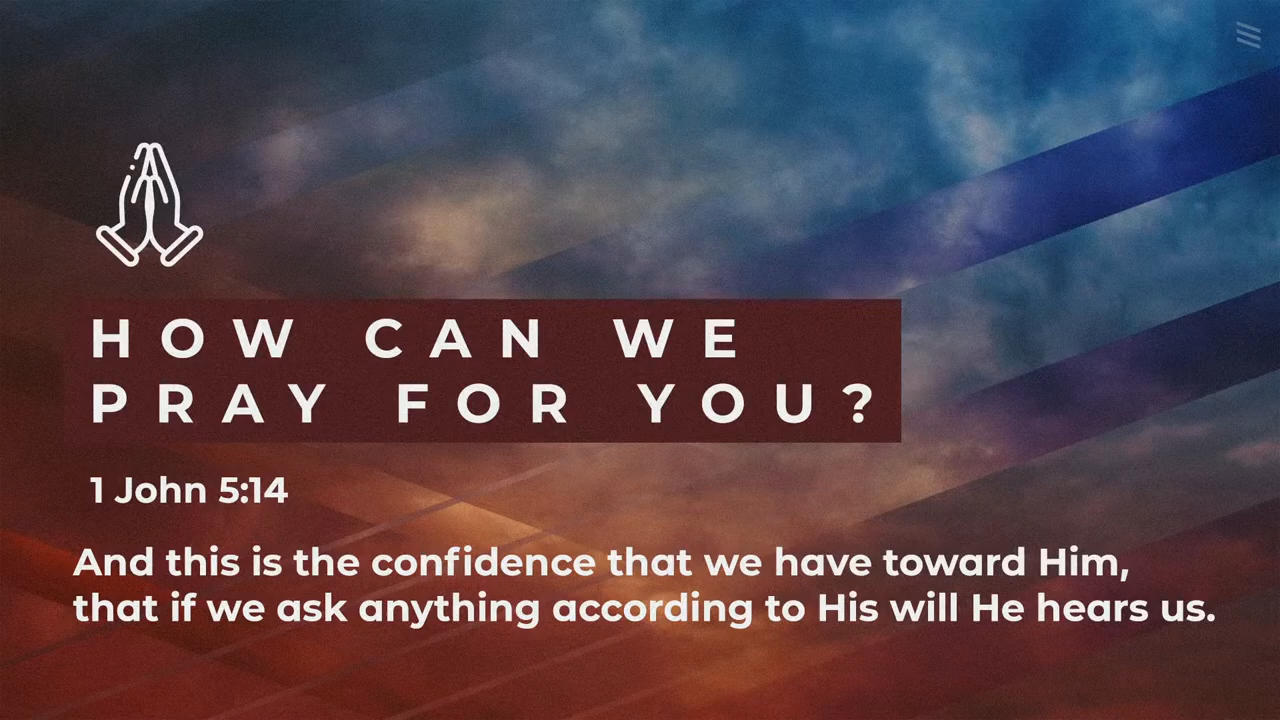 HOW CAN WE
PRAY FOR YOU?
1 John 5:14
And this is the confidence that we have toward Him,
that if we ask anything according to His will He hears us.